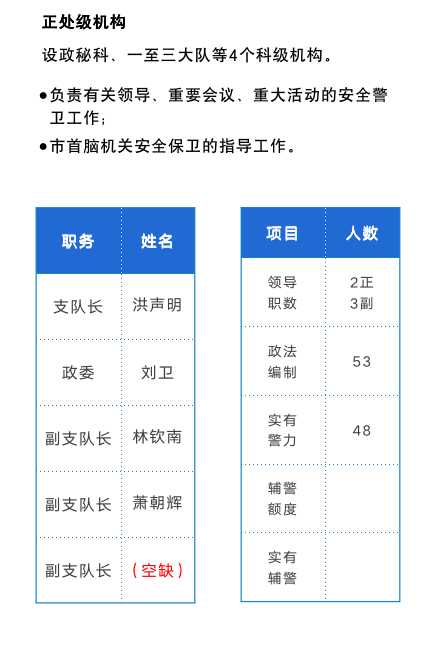 正处级机构
设政秘科、一至三大队等4个科级机构。
●负责有关领导、重要会议、重大活动的安全警
卫工作；
●市首脑机关安全保卫的指导工作。
职务 姓名
支队长 洪声明
政委 刘卫
副支队长 林钦南
副支队长 萧朝辉
副支队长 （空缺）
项目 人数
领导 2正
职数 3副
政法
编制
53
实有
警力
48
辅警
额度
实有
辅警